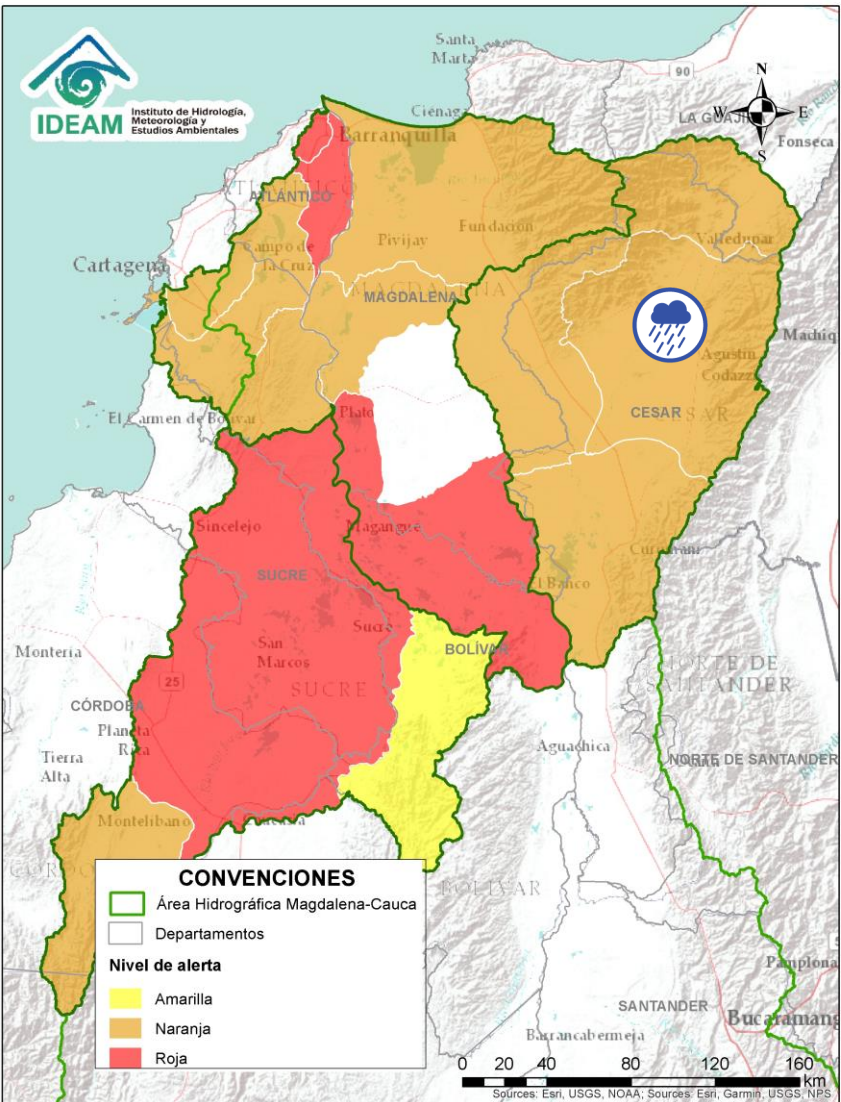 IDEAM
Instituto de Hidrología,
Meteorología y
Estudios Ambientales
Santa
Marta
90
N
W
E
S
Ciénaga
LA GUAJIRA
Fonseca
Barranquilla
ATLÁNTICO
Fundación
Pivijay
Valledupar
Campo de
la Cruz
Cartagena
MAGDALENA
Agustín
Codazzi
CESAR
CESAR
El Carmen de Bolívar
Plato
Sincelejo
Magangue
SUCRE
El Banco
Sucre
San
Marcos
BOLÍVAR
SUCRE
Montería
25
NORTE DE
SANTANDER
CÓRDOBA
Planeta
Rica
Tierra
Alta
Aguachica
NORTE DE SANTANDER
Montelibano
BOLÍVAR
CONVENCIONES
Área Hidrográfica Magdalena-Cauca
Departamentos
Nivel de alerta
Amarilla
Naranja
Roja
Pamplona
SANTANDER
Bucaramang
Barrancabermeja
0 20 40 80 120 160
km
Sources: Esri, USGS, NOAA; Sources: Esri, Garmin, USGS, NPS